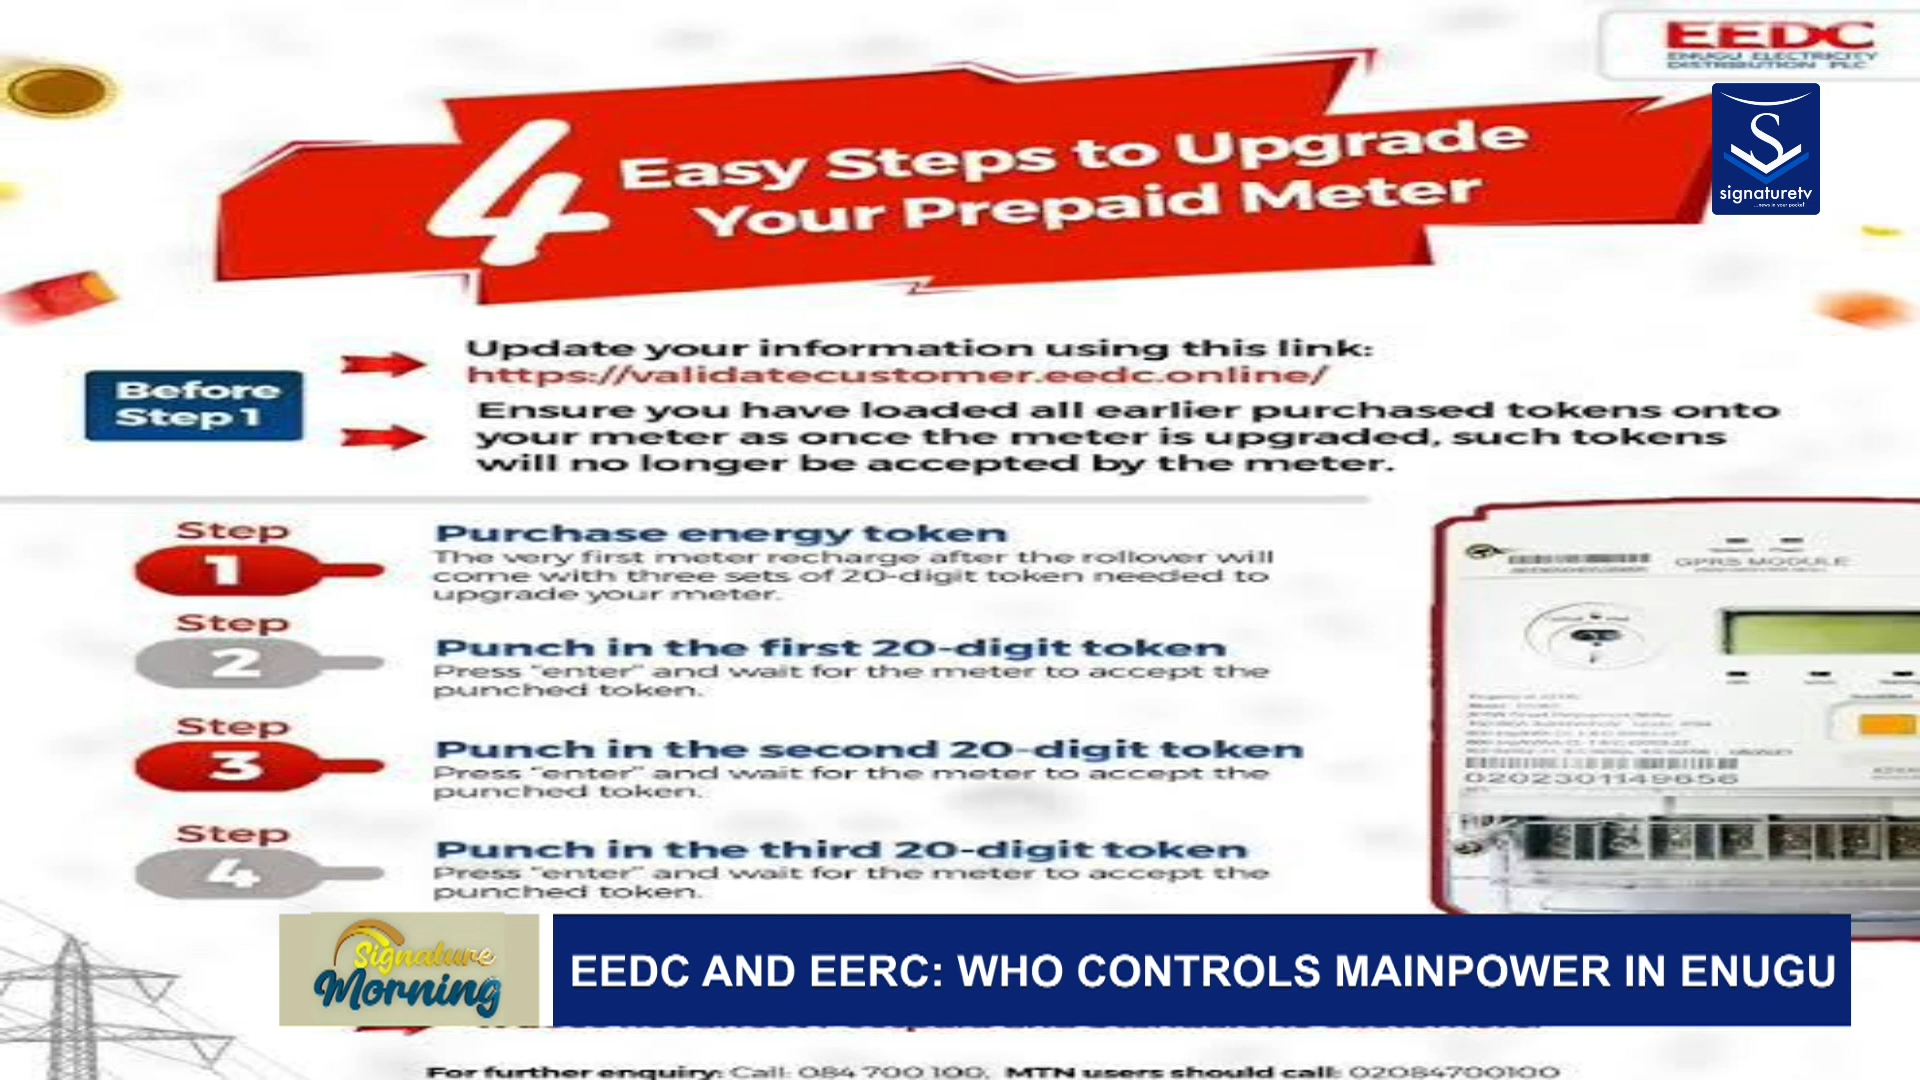 EEDC
ENUGU ELECTRICITY
DISTRIBUTION PLC
S
signaturetv
...news in your pocket
4 Easy Steps to Upgrade
Your Prepaid Meter
Before
Step 1
Update your information using this link:
https://validatecustomer.eedc.online/
Ensure you have loaded all earlier purchased tokens onto
your meter as once the meter is upgraded, such tokens
will no longer be accepted by the meter.
Step
1
Purchase energy token
The very first meter recharge after the rollover will
come with three sets of 20-digit token needed to
upgrade your meter.
Step
2
Punch in the first 20-digit token
Press "enter" and wait for the meter to accept the
punched token.
Step
3
Punch in the second 20-digit token
Press "enter" and wait for the meter to accept the
punched token.
Step
4
Punch in the third 20-digit token
Press "enter" and wait for the meter to accept the
punched token.
GPRS MODULE
0202301149656
Signature
Morning
EEDC AND EERC: WHO CONTROLS MAINPOWER IN ENUGU
For further enquiry: Call: 084 700 100, MTN users should call: 02084700100